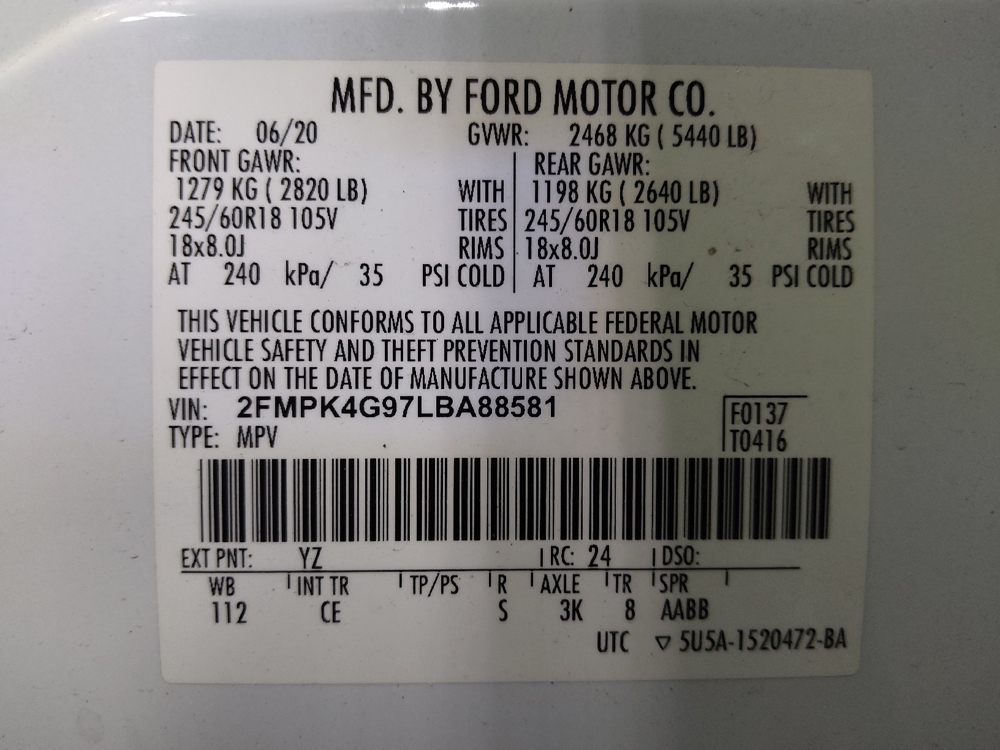 MFD. BY FORD MOTOR CO.
DATE: 06/20 GVWR: 2468 KG ( 5440 LB)
FRONT GAWR: REAR GAWR:
1279 KG ( 2820 LB) WITH 1198 KG ( 2640 LB) WITH
245/60R18 105V TIRES 245/60R18 105V TIRES
18x8.0J RIMS 18x8.0J RIMS
AT 240 kPa/ 35 PSI COLD AT 240 kPa/ 35 PSI COLD
THIS VEHICLE CONFORMS TO ALL APPLICABLE FEDERAL MOTOR
VEHICLE SAFETY AND THEFT PREVENTION STANDARDS IN
EFFECT ON THE DATE OF MANUFACTURE SHOWN ABOVE.
VIN: 2FMPK4G97LBA88581 F0137
TYPE: MPV T0416
EXT PNT: YZ RC: 24 DSO:
WB INT TR TP/PS R AXLE TR SPR
112 CE S 3K 8 AABB
UTC ▽ 5U5A-1520472-BA